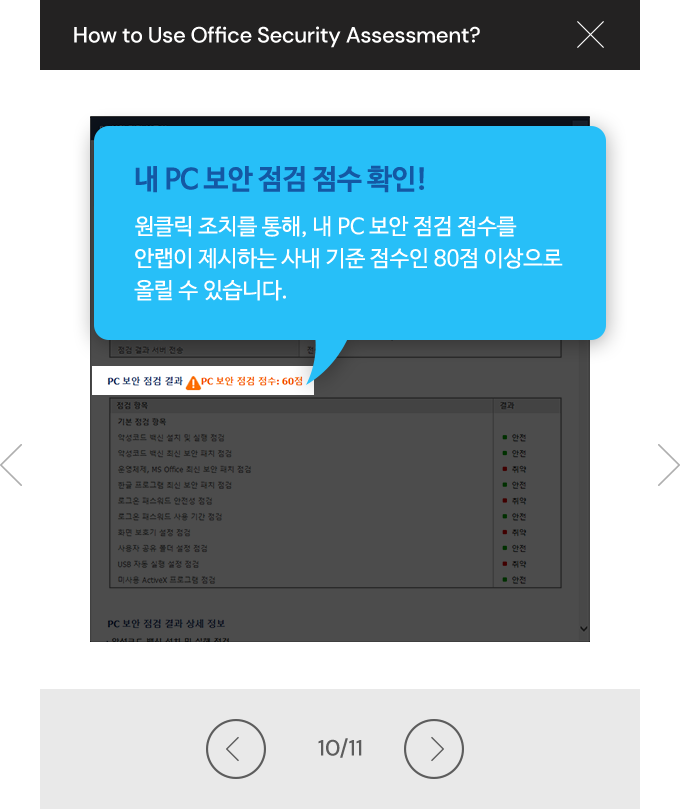 How to Use Office Security Assessment?
내 PC 보안 점검 점수 확인!
원클릭 조치를 통해, 내 PC 보안 점검 점수를
안랩이 제시하는 사내 기준 점수인 80점 이상으로
올릴 수 있습니다.
점검 결과 서버 전송
PC 보안 점검 결과 PC 보안 점검 점수: 60점
점검 항목 결과
기본 점검 항목
악성코드 백신 설치 및 실행 점검 안전
악성코드 백신 최신 보안 패치 점검 안전
운영체제, MS Office 최신 보안 패치 점검 취약
한글 프로그램 최신 보안 패치 점검 안전
로그온 패스워드 안전성 점검 취약
로그온 패스워드 사용 기간 점검 안전
화면 보호기 설정 점검 취약
사용자 공유 폴더 설정 점검 안전
USB 자동 실행 설정 점검 취약
미사용 ActiveX 프로그램 점검 안전
PC 보안 점검 결과 상세 정보
10/11